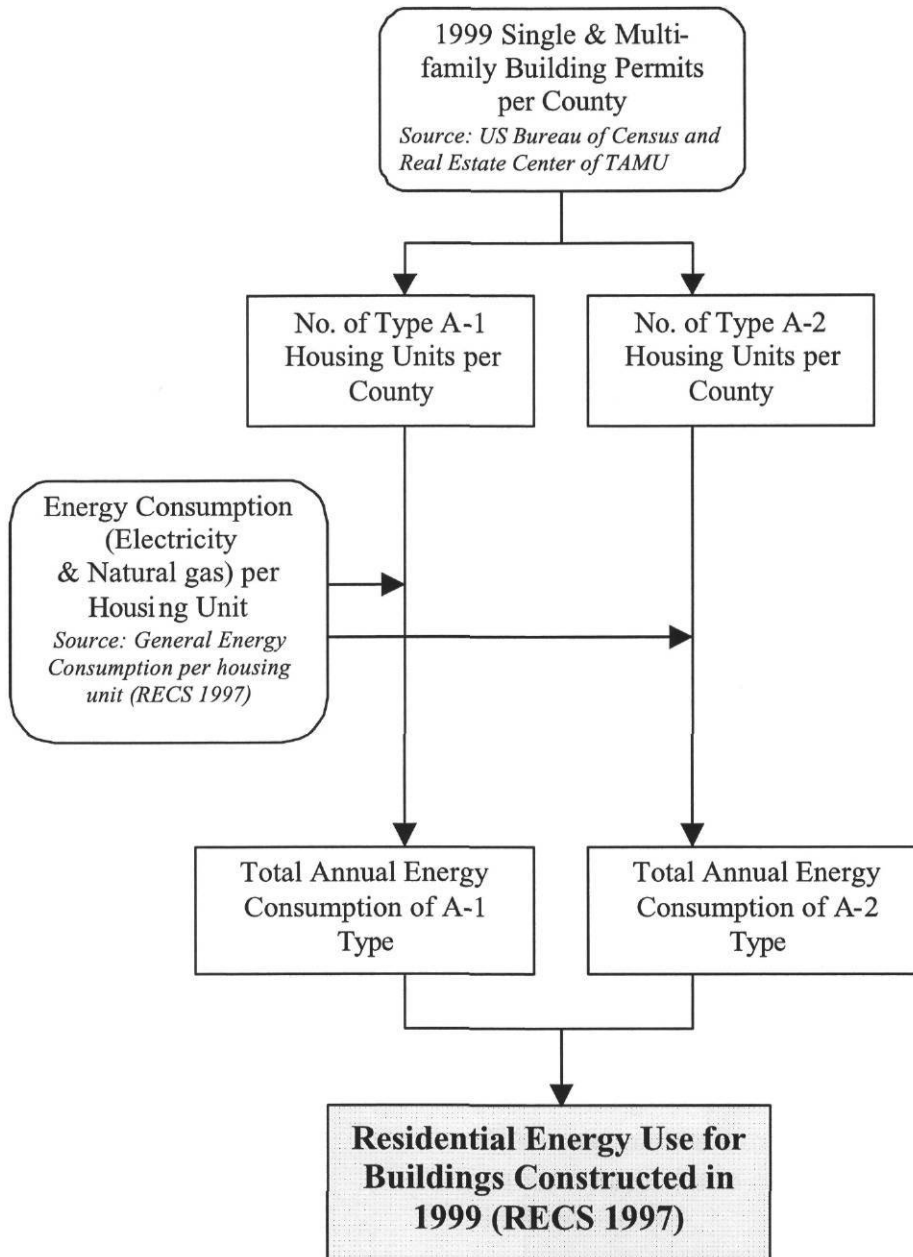 1999 Single & Multi-
family Building Permits
per County
Source: US Bureau of Census and
Real Estate Center of TAMU
No. of Type A-1
Housing Units per
County
No. of Type A-2
Housing Units per
County
Energy Consumption
(Electricity
& Natural gas) per
Housing Unit
Source: General Energy
Consumption per housing
unit (RECS 1997)
Total Annual Energy
Consumption of A-1
Type
Total Annual Energy
Consumption of A-2
Type
Residential Energy Use for
Buildings Constructed in
1999 (RECS 1997)